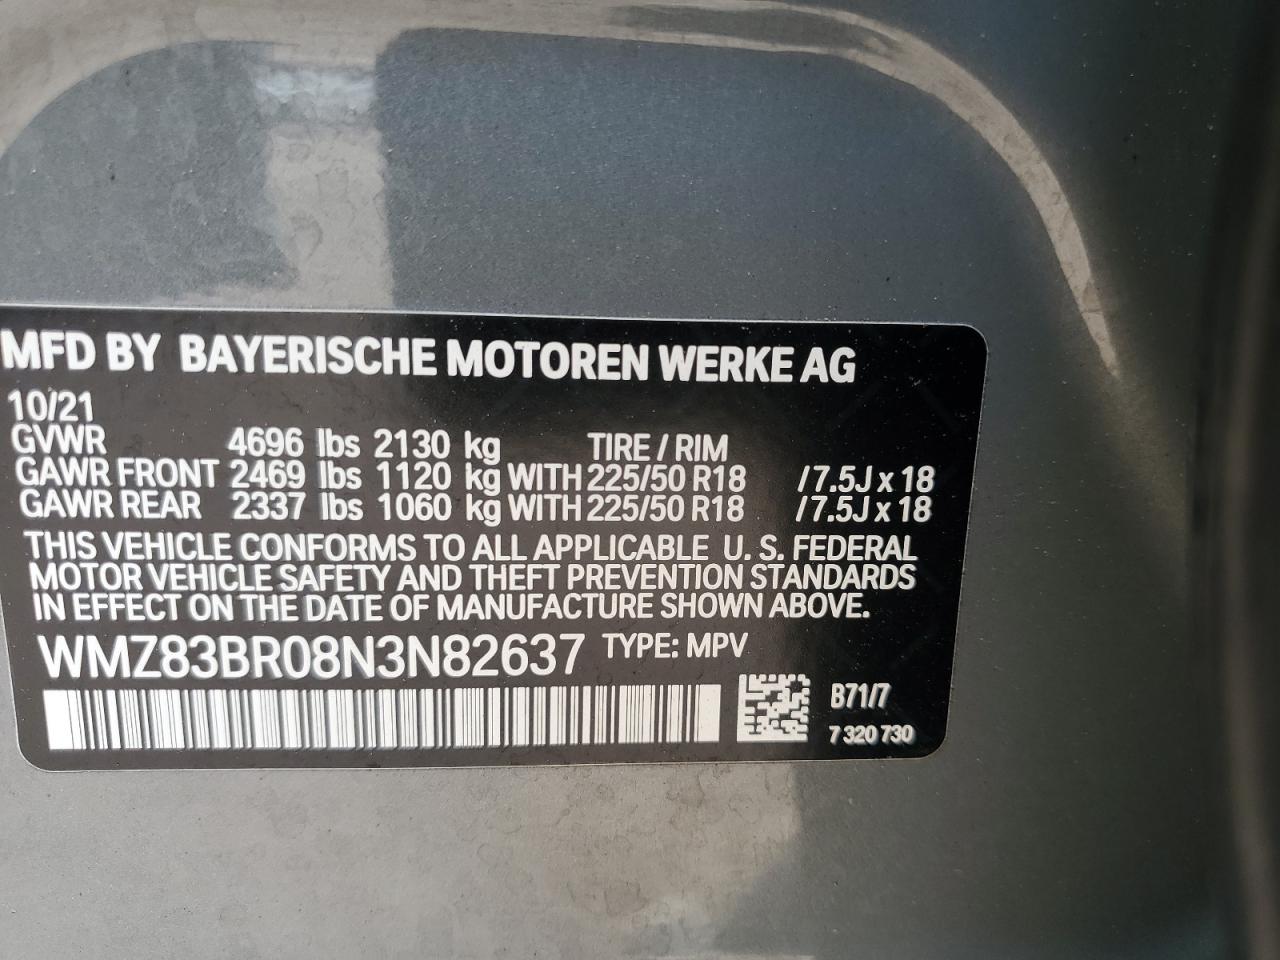 MFD BY BAYERISCHE MOTOREN WERKE AG
10/21
GVWR 4696 lbs 2130 kg TIRE / RIM
GAWR FRONT 2469 lbs 1120 kg WITH 225/50 R18 / 7.5J x 18
GAWR REAR 2337 lbs 1060 kg WITH 225/50 R18 / 7.5J x 18
THIS VEHICLE CONFORMS TO ALL APPLICABLE U. S. FEDERAL
MOTOR VEHICLE SAFETY AND THEFT PREVENTION STANDARDS
IN EFFECT ON THE DATE OF MANUFACTURE SHOWN ABOVE.
WMZ83BR08N3N82637 TYPE: MPV
B71/7
7 320 730